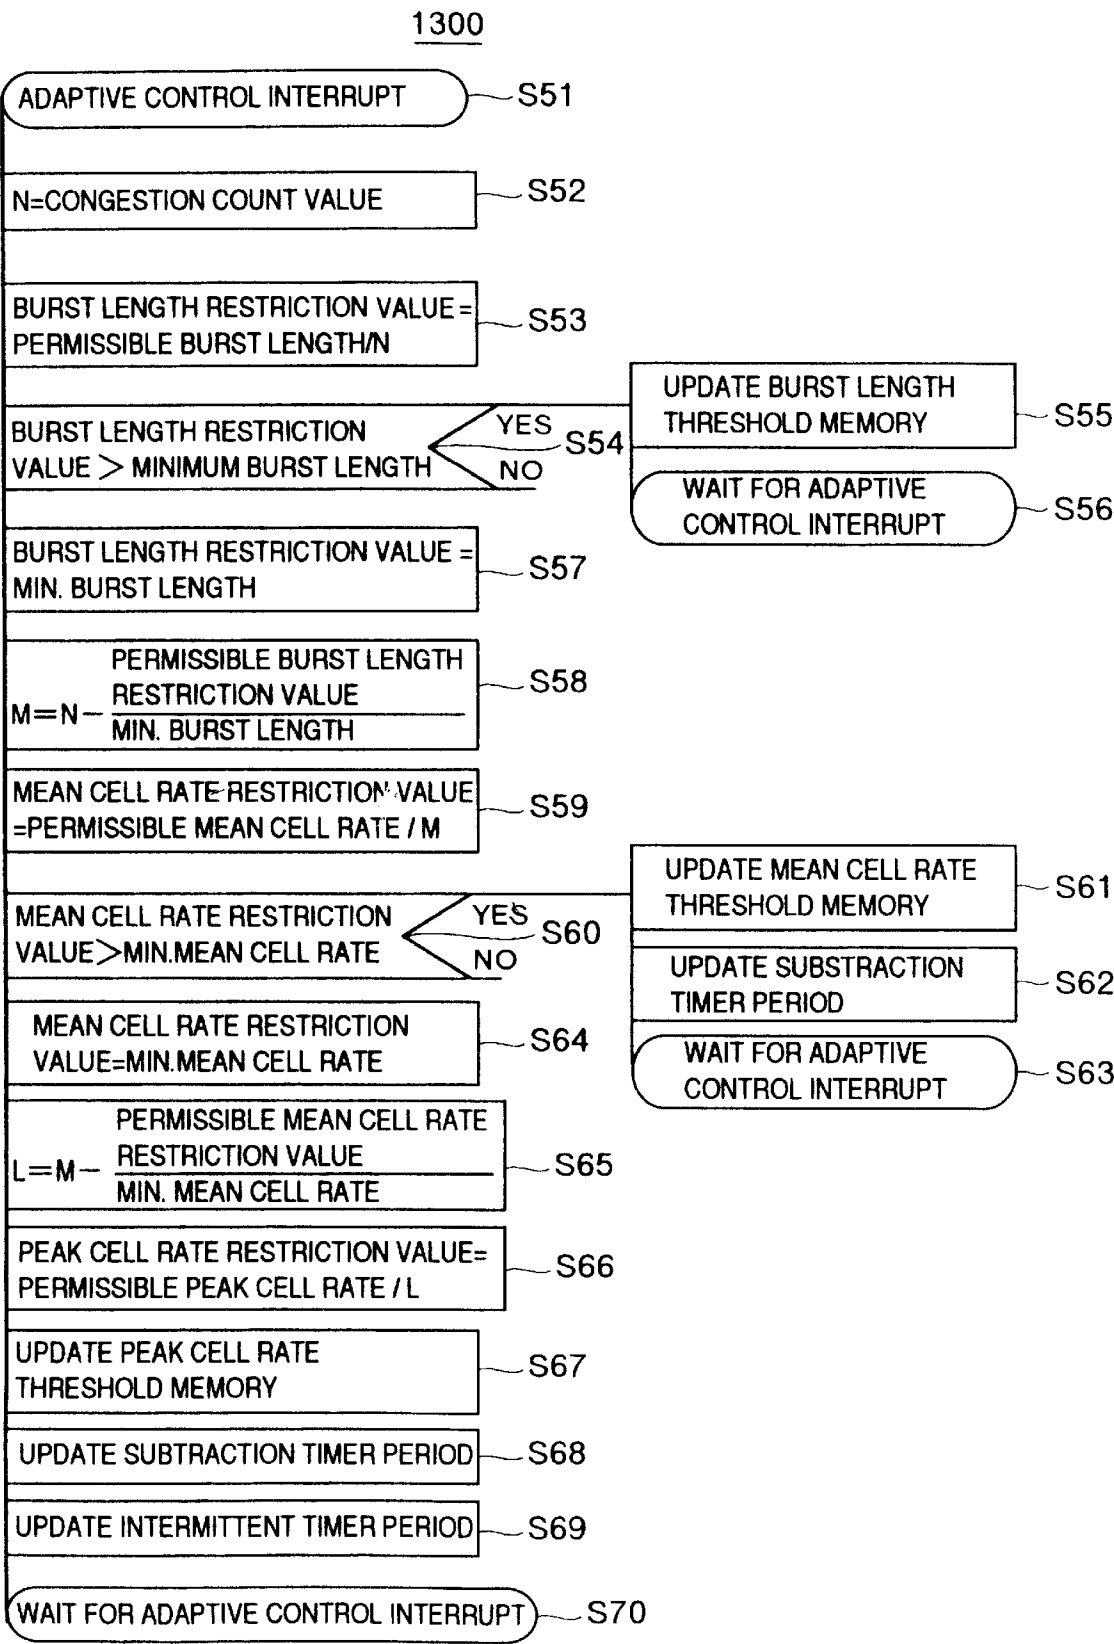 1300
ADAPTIVE CONTROL INTERRUPT
S51
N=CONGESTION COUNT VALUE
S52
BURST LENGTH RESTRICTION VALUE=
PERMISSIBLE BURST LENGTH/N
S53
BURST LENGTH RESTRICTION
VALUE > MINIMUM BURST LENGTH
YES
NO
S54
UPDATE BURST LENGTH
THRESHOLD MEMORY
S55
WAIT FOR ADAPTIVE
CONTROL INTERRUPT
S56
BURST LENGTH RESTRICTION VALUE =
MIN. BURST LENGTH
S57
PERMISSIBLE BURST LENGTH
RESTRICTION VALUE
M=N-
MIN. BURST LENGTH
S58
MEAN CELL RATE RESTRICTION VALUE
=PERMISSIBLE MEAN CELL RATE / M
S59
MEAN CELL RATE RESTRICTION
VALUE>MIN.MEAN CELL RATE
YES
NO
S60
UPDATE MEAN CELL RATE
THRESHOLD MEMORY
S61
UPDATE SUBSTRACTION
TIMER PERIOD
S62
WAIT FOR ADAPTIVE
CONTROL INTERRUPT
S63
MEAN CELL RATE RESTRICTION
VALUE=MIN.MEAN CELL RATE
S64
PERMISSIBLE MEAN CELL RATE
RESTRICTION VALUE
L=M-
MIN. MEAN CELL RATE
S65
PEAK CELL RATE RESTRICTION VALUE=
PERMISSIBLE PEAK CELL RATE / L
S66
UPDATE PEAK CELL RATE
THRESHOLD MEMORY
S67
UPDATE SUBTRACTION TIMER PERIOD
S68
UPDATE INTERMITTENT TIMER PERIOD
S69
WAIT FOR ADAPTIVE CONTROL INTERRUPT
S70